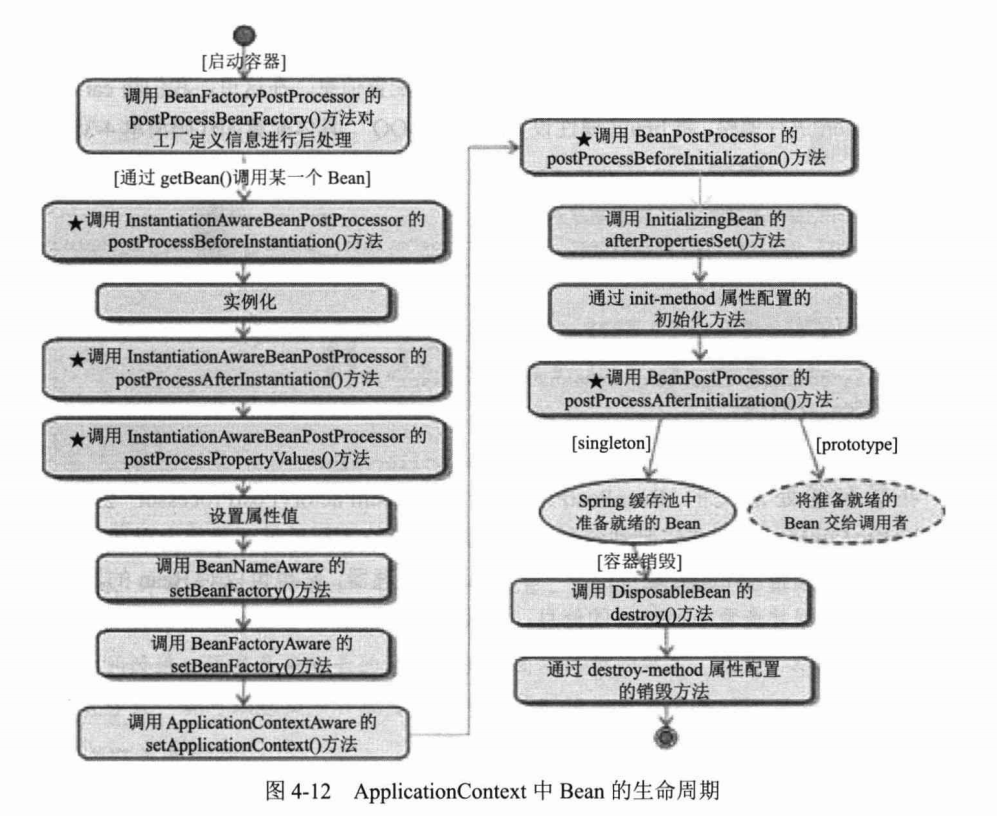 [启动容器]
调用 BeanFactoryPostProcessor 的
postProcessBeanFactory()方法对
工厂定义信息进行后处理
[通过 getBean()调用某一个 Bean]
★调用 InstantiationAwareBeanPostProcessor 的
postProcessBeforeInstantiation()方法
实例化
★调用 InstantiationAwareBeanPostProcessor 的
postProcessAfterInstantiation()方法
★调用 InstantiationAwareBeanPostProcessor 的
postProcessPropertyValues()方法
设置属性值
调用 BeanNameAware 的
setBeanFactory()方法
调用 BeanFactoryAware 的
setBeanFactory()方法
调用 ApplicationContextAware 的
setApplicationContext()方法
★调用 BeanPostProcessor 的
postProcessBeforeInitialization()方法
调用 InitializingBean 的
afterPropertiesSet()方法
通过 init-method 属性配置的
初始化方法
★调用 BeanPostProcessor 的
postProcessAfterInitialization()方法
[singleton]
[prototype]
Spring 缓存池中
准备就绪的 Bean
将准备就绪的
Bean 交给调用者
[容器销毁]
调用 DisposableBean 的
destroy()方法
通过 destroy-method 属性配置
的销毁方法
图 4-12 ApplicationContext 中 Bean 的生命周期